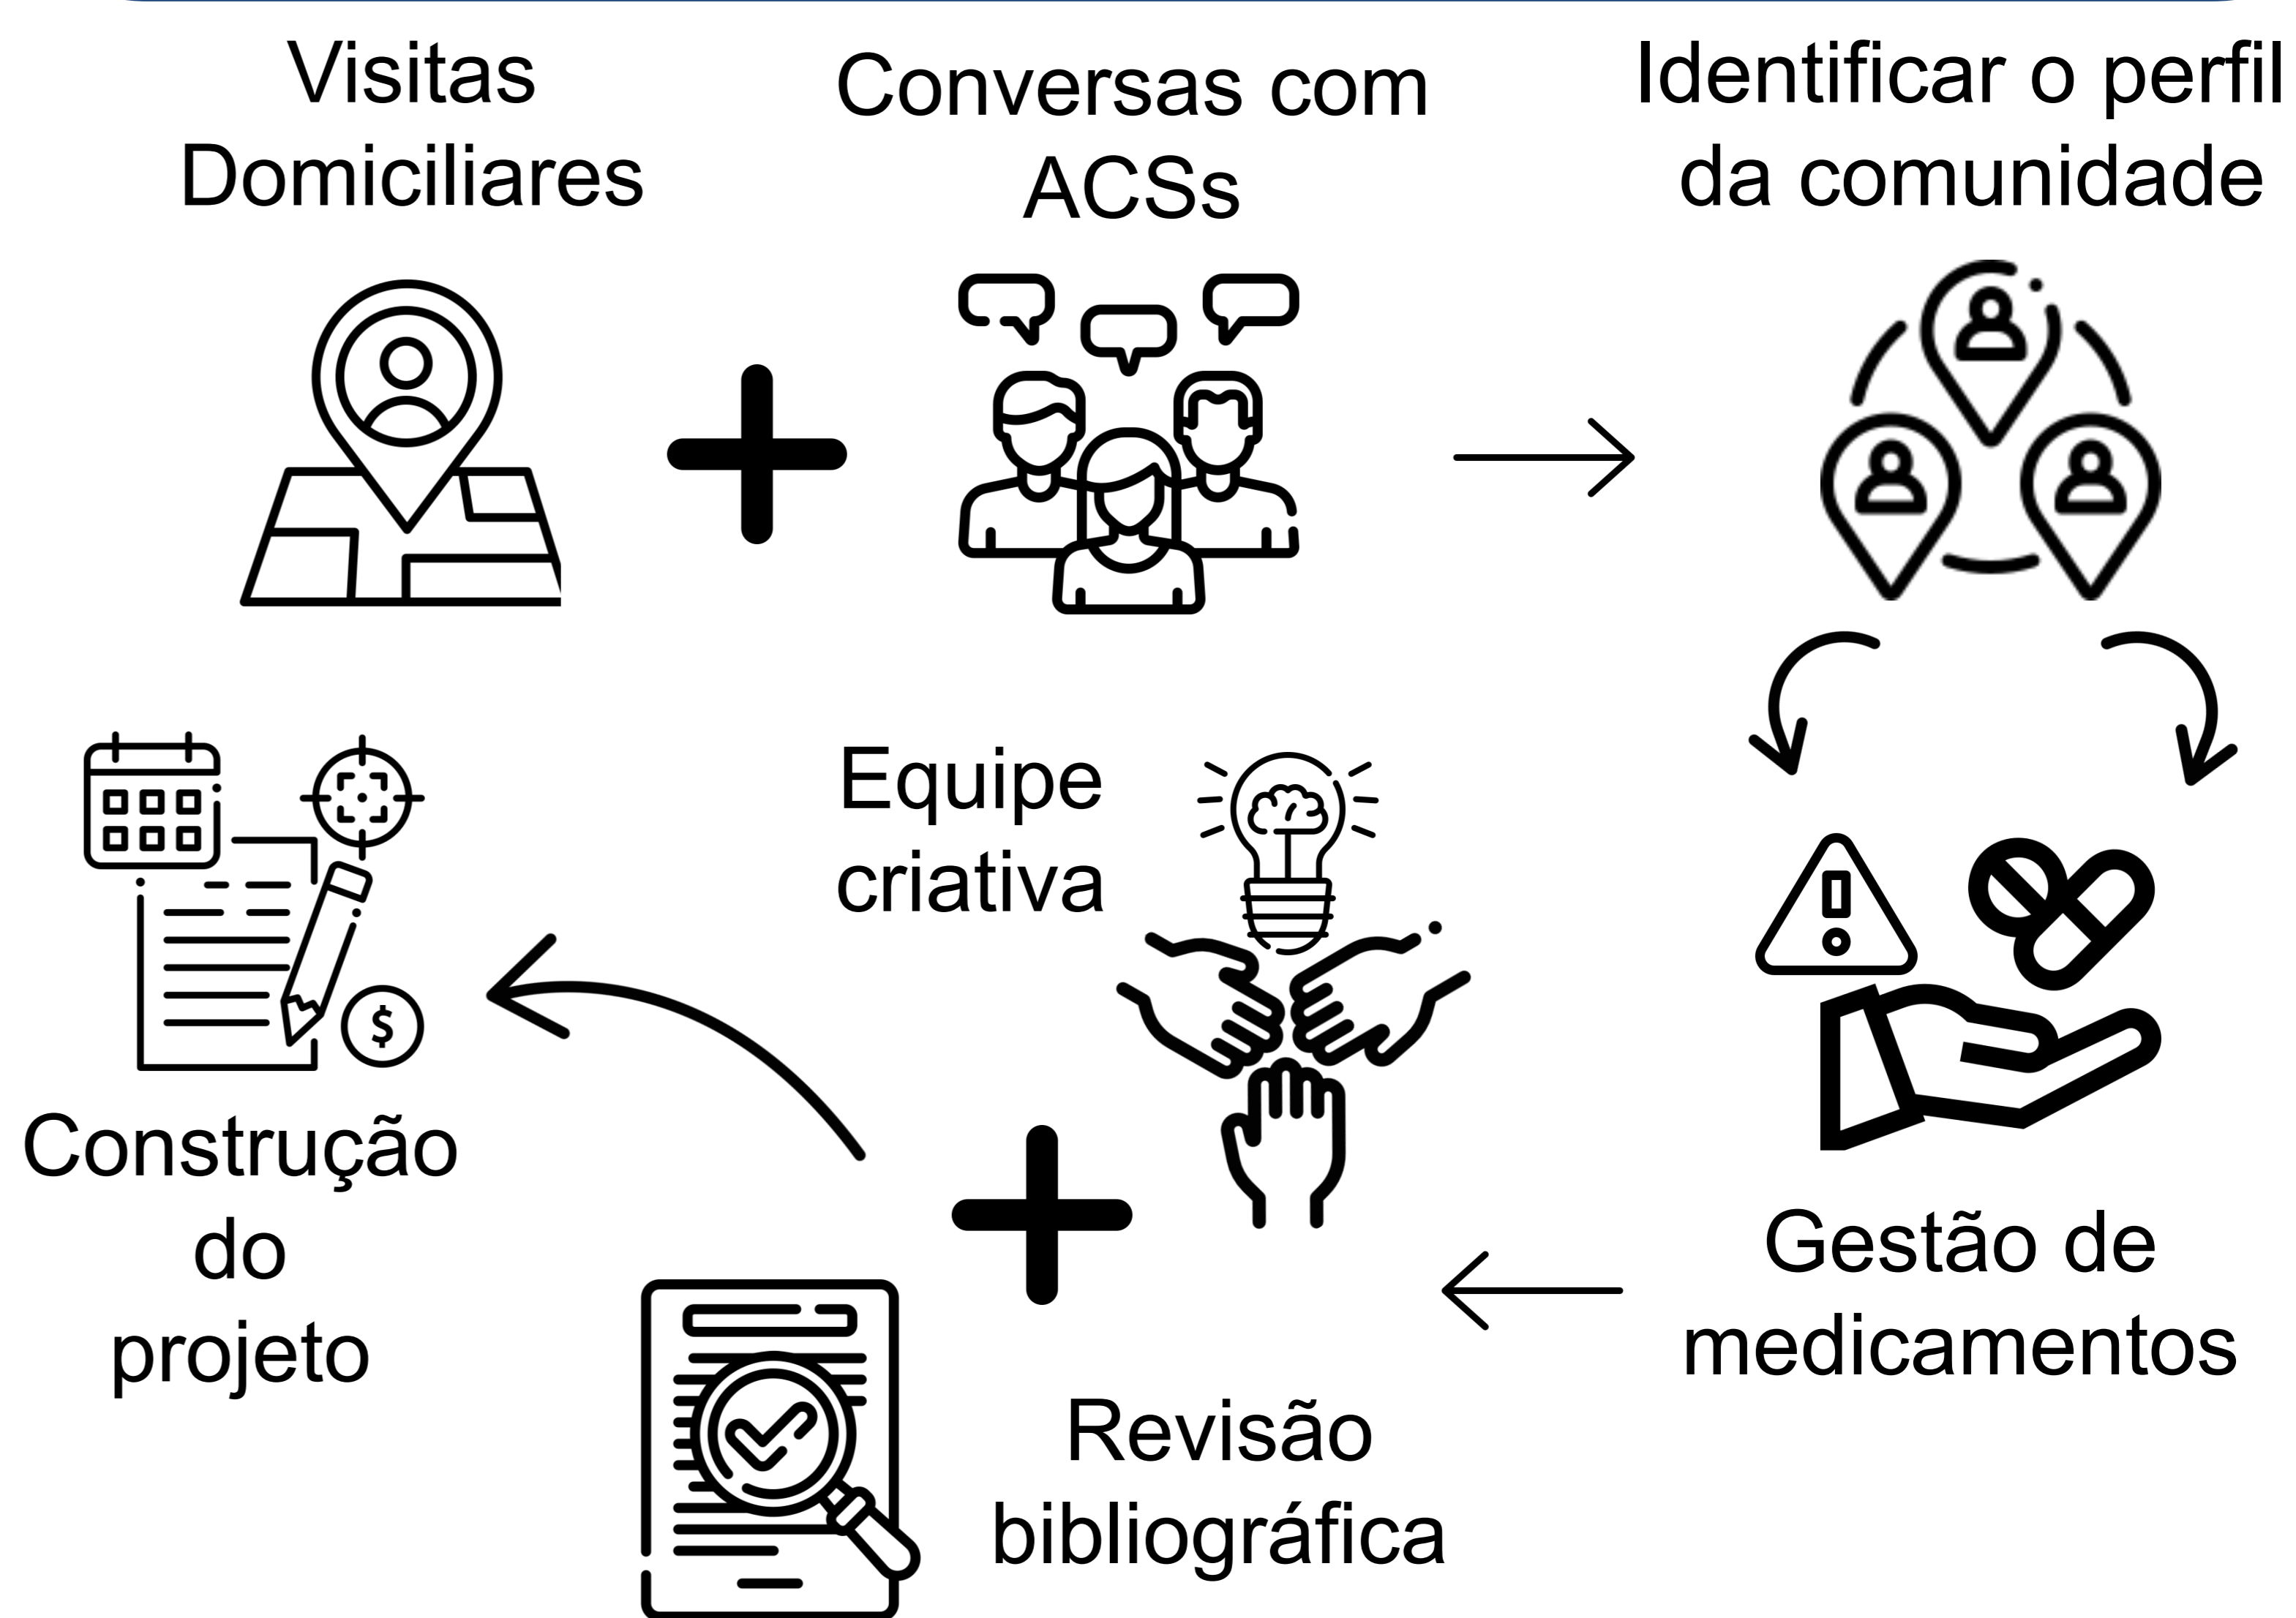 Visitas
Domiciliares
Conversas com
ACSs
Identificar o perfil
da comunidade
Equipe
criativa
$
Construção
do
projeto
Gestão de
medicamentos
Revisão
bibliográfica